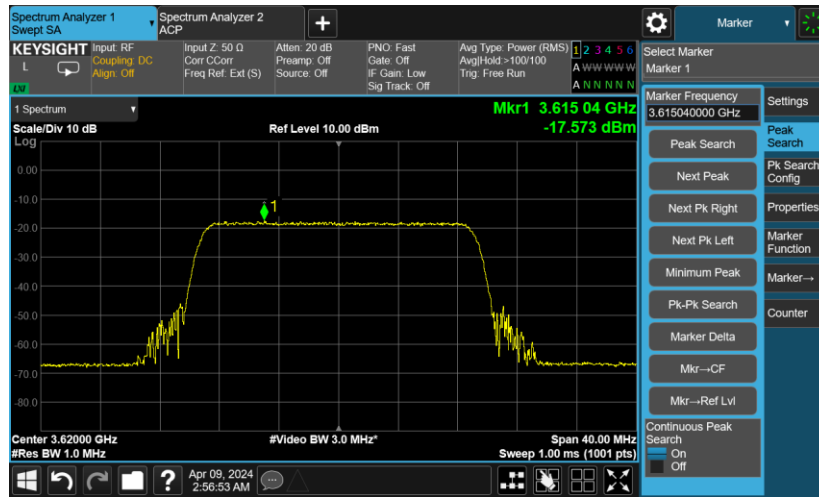 Spectrum Analyzer 1
Swept SA
Spectrum Analyzer 2
ACP
Marker
KEYSIGHT
L
LNI
Input: RF
Coupling: DC
Align: Off
Input Z: 50 Ω
Corr CCorr
Freq Ref: Ext (S)
Atten: 20 dB
Preamp: Off
Source: Off
PNO: Fast
Gate: Off
IF Gain: Low
Sig Track: Off
Avg Type: Power (RMS)
Avg|Hold:>100/100
Trig: Free Run
1 2 3 4 5 6
A W W W W W
A N N N N N
Select Marker
Marker 1
1 Spectrum
Scale/Div 10 dB
Ref Level 10.00 dBm
Mkr1 3.615 04 GHz
-17.573 dBm
Log
0.00
-10.0
-20.0
-30.0
-40.0
-50.0
-60.0
-70.0
-80.0
1
Center 3.62000 GHz
#Res BW 1.0 MHz
#Video BW 3.0 MHz*
Span 40.00 MHz
Sweep 1.00 ms (1001 pts)
Marker Frequency
3.615040000 GHz
Peak Search
Next Peak
Next Pk Right
Next Pk Left
Minimum Peak
Pk-Pk Search
Marker Delta
Mkr→CF
Mkr→Ref Lvl
Continuous Peak
Search
On
Off
Settings
Peak
Search
Pk Search
Config
Properties
Marker
Function
Marker→
Counter
?
Apr 09, 2024
2:56:53 AM